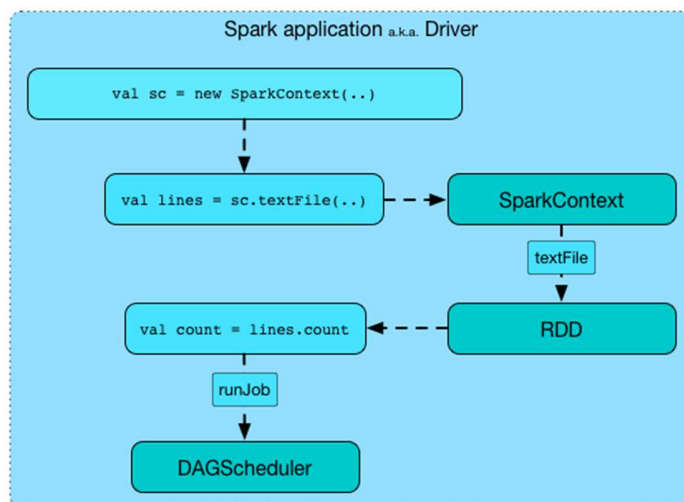 Spark application a.k.a. Driver
val sc = new SparkContext(..)
val lines = sc.textFile(..)
SparkContext
textFile
val count = lines.count
RDD
runJob
DAGScheduler